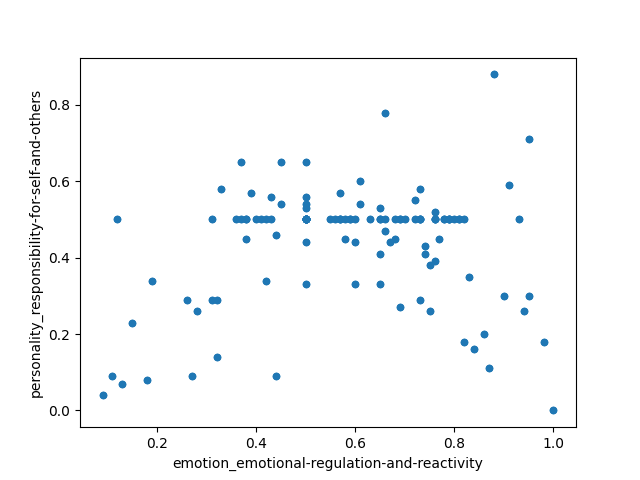 0.8
0.6
0.4
0.2
0.0
personality_responsibility-for-self-and-others
0.2 0.4 0.6 0.8 1.0
emotion_emotional-regulation-and-reactivity